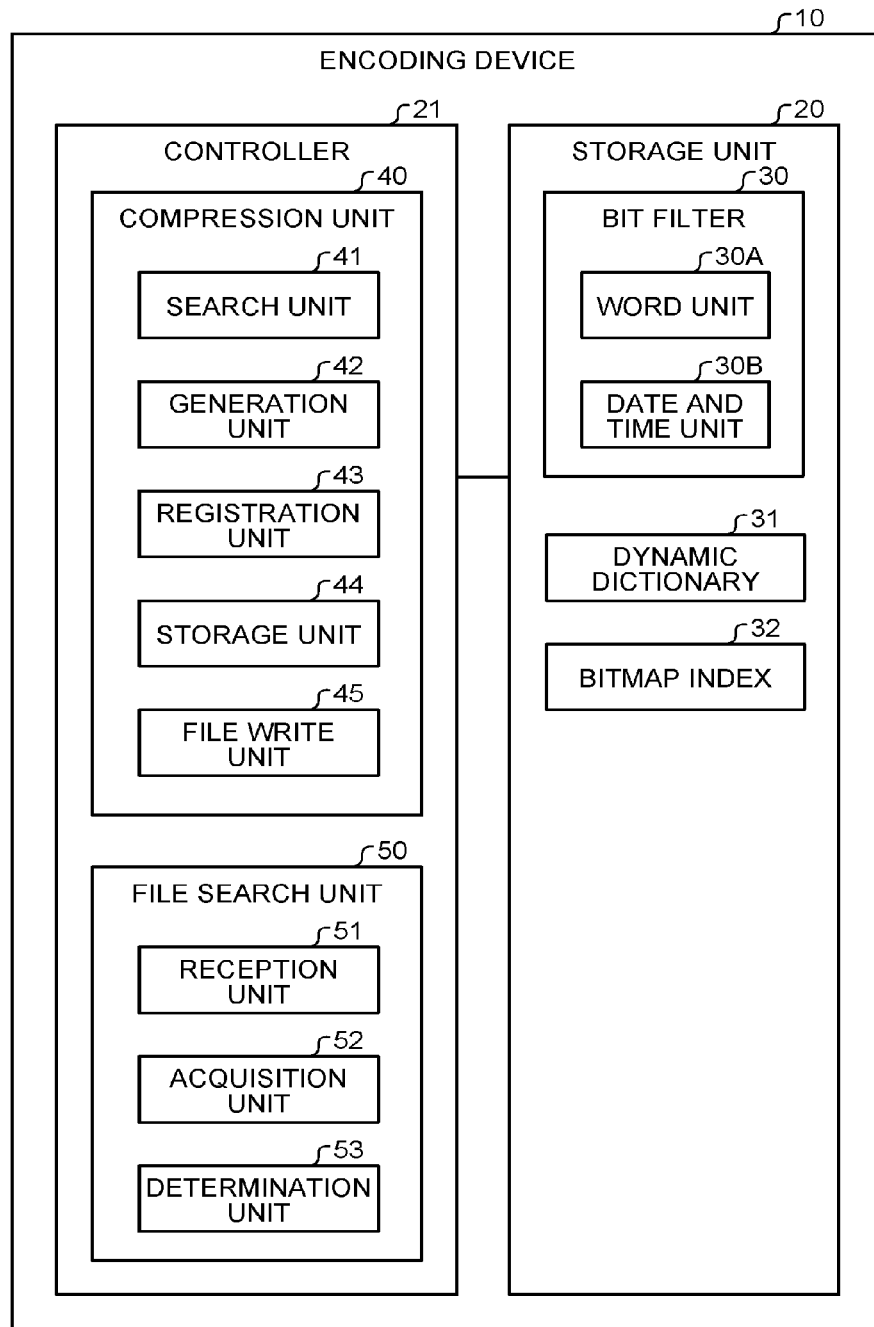 10
ENCODING DEVICE
21
CONTROLLER
40
COMPRESSION UNIT
41
SEARCH UNIT
42
GENERATION
UNIT
43
REGISTRATION
UNIT
44
STORAGE UNIT
45
FILE WRITE
UNIT
50
FILE SEARCH UNIT
51
RECEPTION
UNIT
52
ACQUISITION
UNIT
53
DETERMINATION
UNIT
20
STORAGE UNIT
30
BIT FILTER
30A
WORD UNIT
30B
DATE AND
TIME UNIT
31
DYNAMIC
DICTIONARY
32
BITMAP INDEX